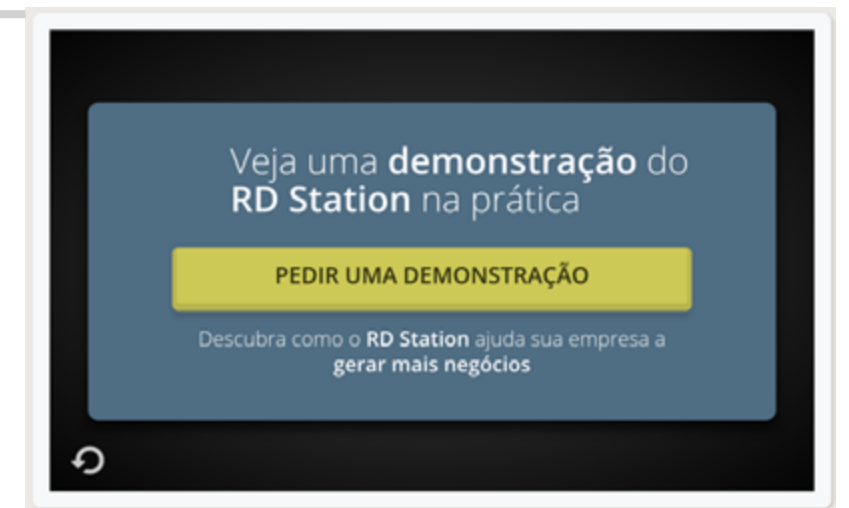 Veja uma demonstração do
RD Station na prática
PEDIR UMA DEMONSTRAÇÃO
Descubra como o RD Station ajuda sua empresa a
gerar mais negócios